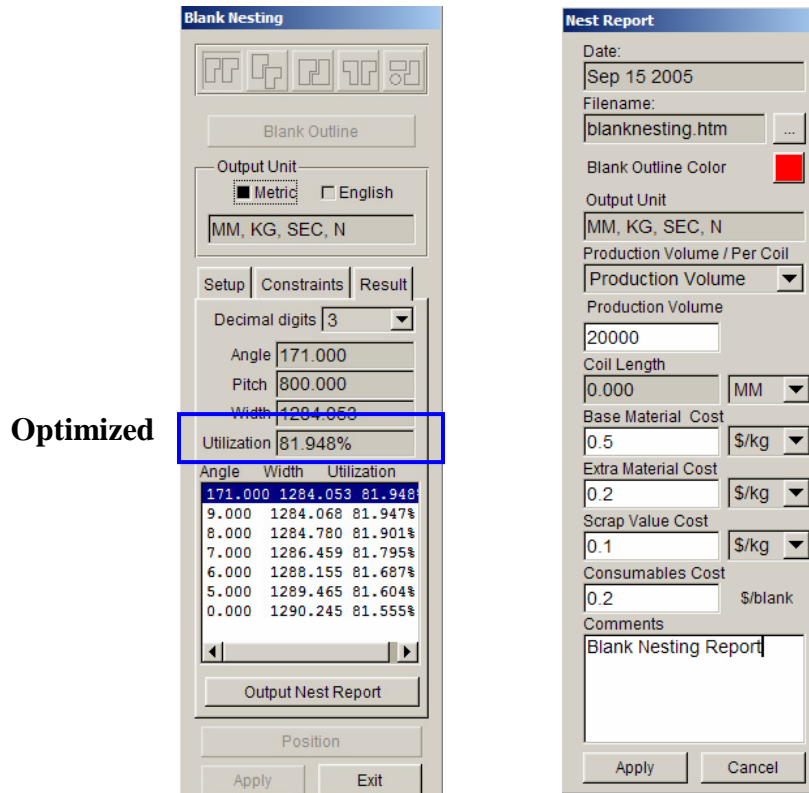 Blank Nesting
Blank Outline
Output Unit
Metric English
MM, KG, SEC, N
Setup Constraints Result
Decimal digits 3
Angle 171.000
Pitch 800.000
Width 1284.053
Optimized
Utilization 81.948%
Angle Width Utilization
171.000 1284.053 81.948%
9.000 1284.068 81.947%
8.000 1284.780 81.901%
7.000 1286.459 81.795%
6.000 1288.155 81.687%
5.000 1289.465 81.604%
0.000 1290.245 81.555%
Output Nest Report
Position
Apply Exit
Nest Report
Date:
Sep 15 2005
Filename:
blanknesting.htm ...
Blank Outline Color
Output Unit
MM, KG, SEC, N
Production Volume / Per Coil
Production Volume
Production Volume
20000
Coil Length
0.000 MM
Base Material Cost
0.5 $/kg
Extra Material Cost
0.2 $/kg
Scrap Value Cost
0.1 $/kg
Consumables Cost
0.2 $/blank
Comments
Blank Nesting Report
Apply Cancel